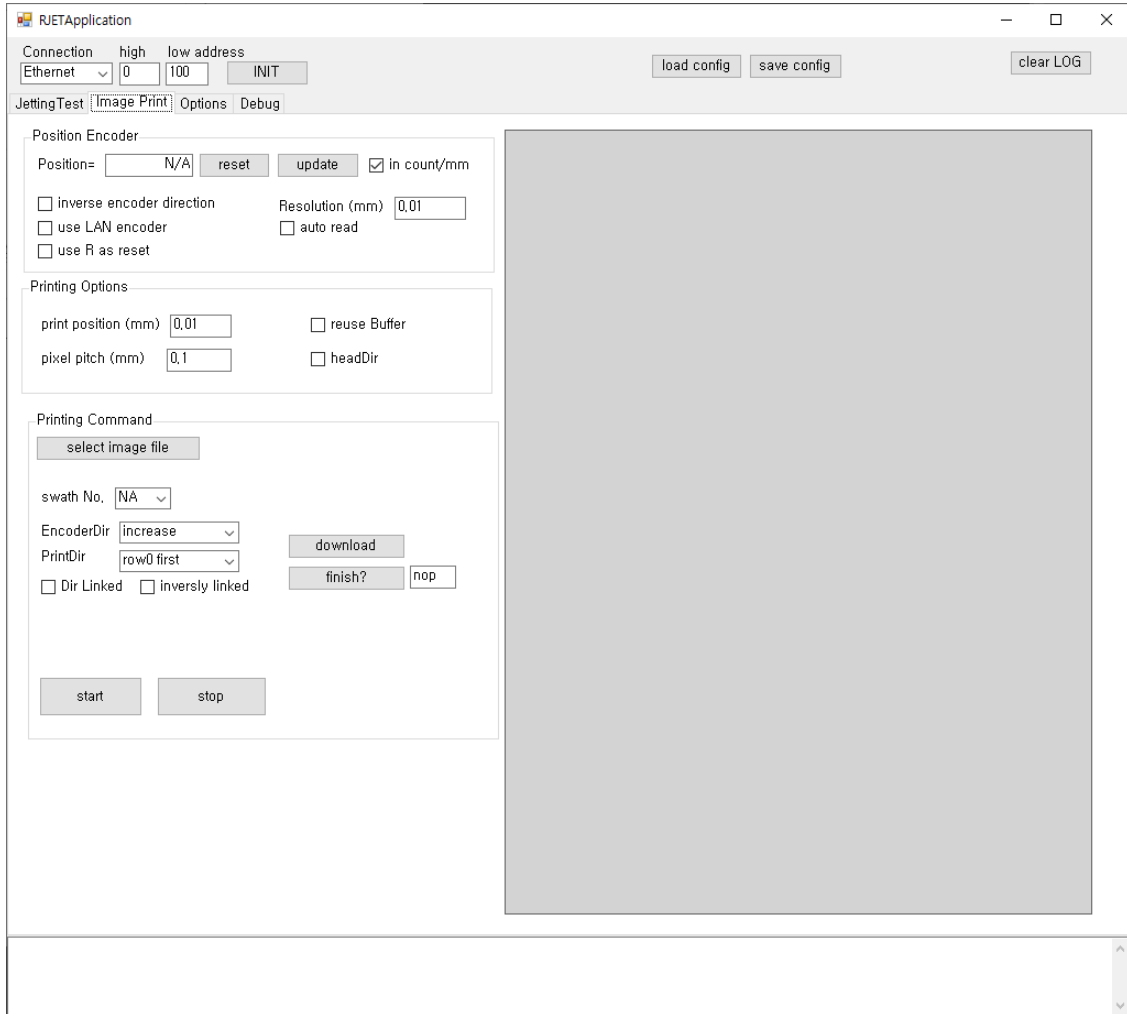 RJETApplication
Connection high low address
Ethernet 0 100 INIT load config save config clear LOG
JettingTest Image Print Options Debug
Position Encoder
Position= N/A reset update in count/mm
inverse encoder direction Resolution (mm) 0.01
use LAN encoder auto read
use R as reset
Printing Options
print position (mm) 0.01 reuse Buffer
pixel pitch (mm) 0.1 headDir
Printing Command
select image file
swath No. NA
EncoderDir increase
download
PrintDir row0 first
finish? nop
Dir Linked inversly linked
start stop